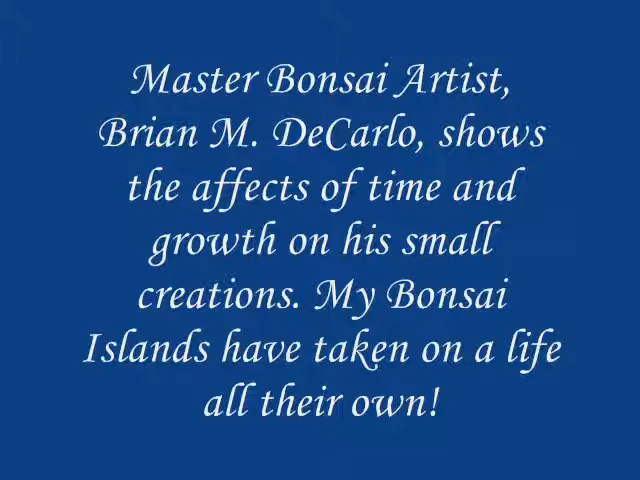 Master Bonsai Artist,
Brian M. DeCarlo, shows
the affects of time and
growth on his small
creations. My Bonsai
Islands have taken on a life
all their own!